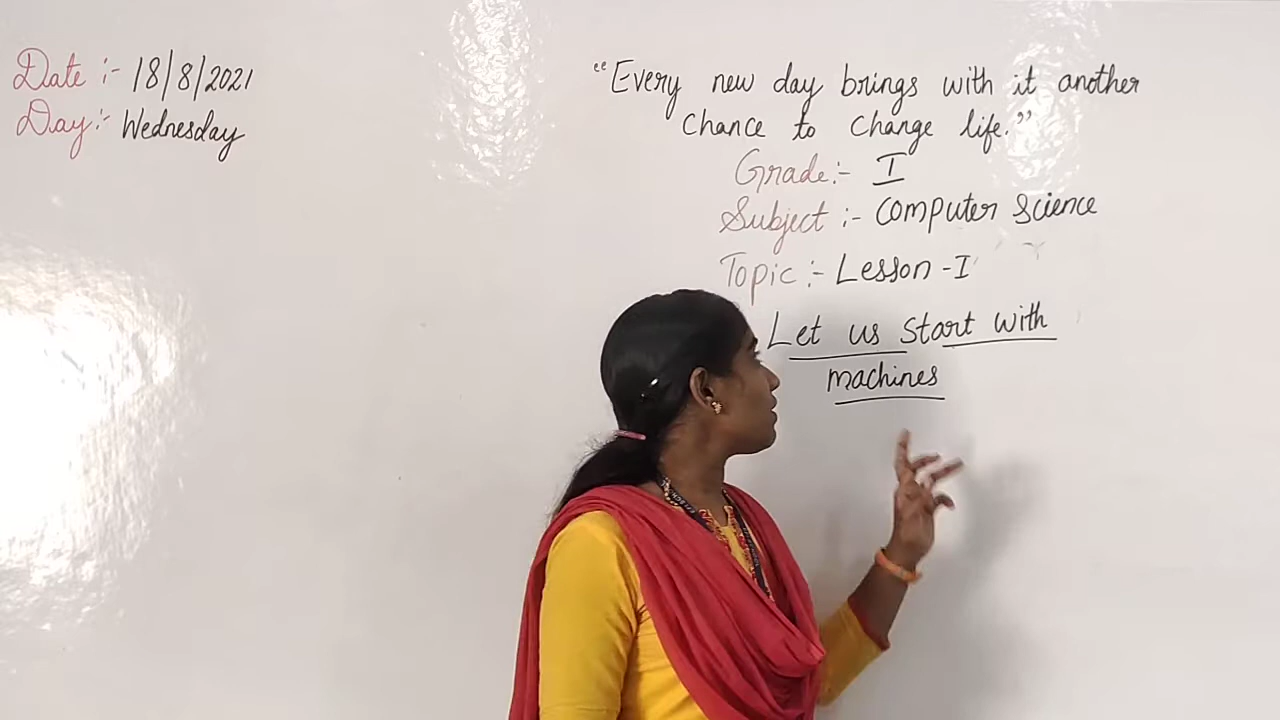 Date :- 18/8/2021
Day :- Wednesday
"Every new day brings with it another
chance to change life."
Grade :- I
Subject :- Computer Science
Topic :- Lesson - I
Let us start with
machines